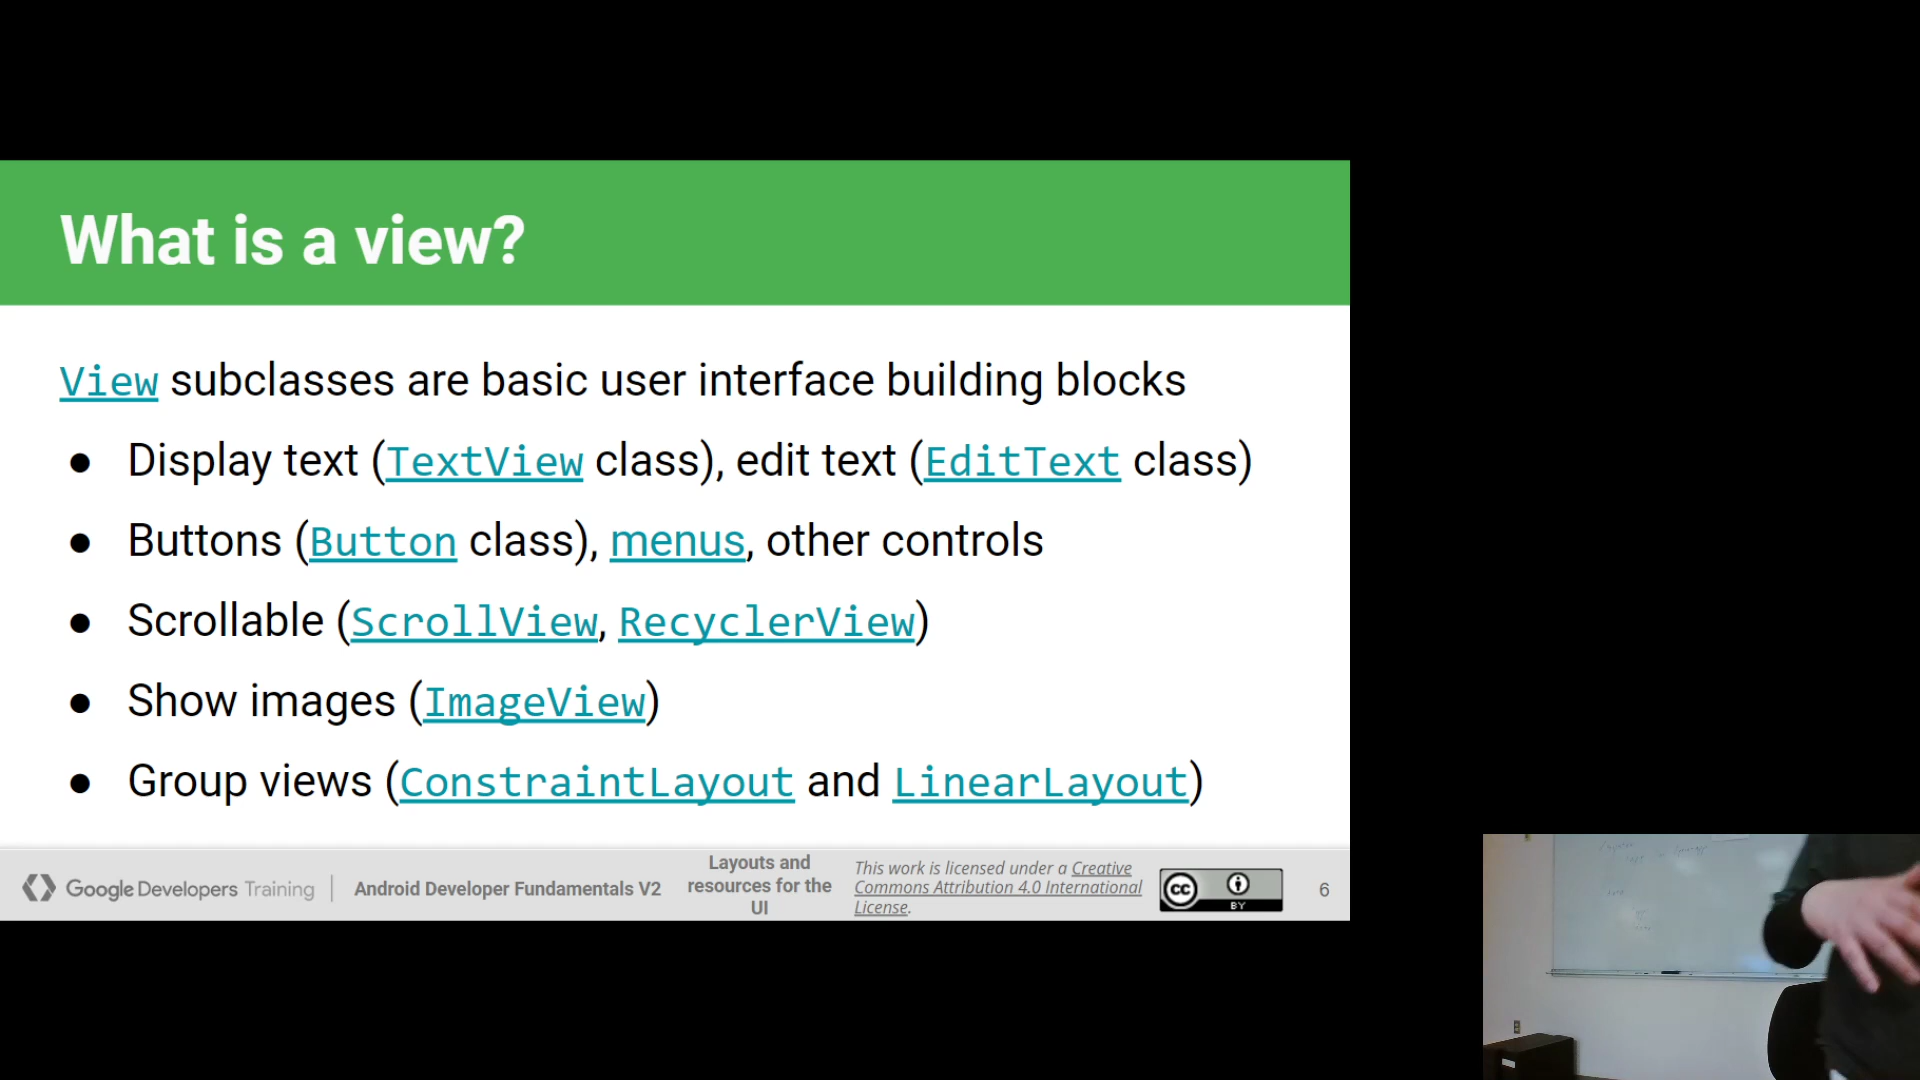 What is a view?
View subclasses are basic user interface building blocks
● Display text (TextView class), edit text (EditText class)
● Buttons (Button class), menus, other controls
● Scrollable (ScrollView, RecyclerView)
● Show images (ImageView)
● Group views (ConstraintLayout and LinearLayout)
Google Developers Training
Android Developer Fundamentals V2
Layouts and
resources for the
UI
This work is licensed under a Creative
Commons Attribution 4.0 International
License.
cc
BY
6